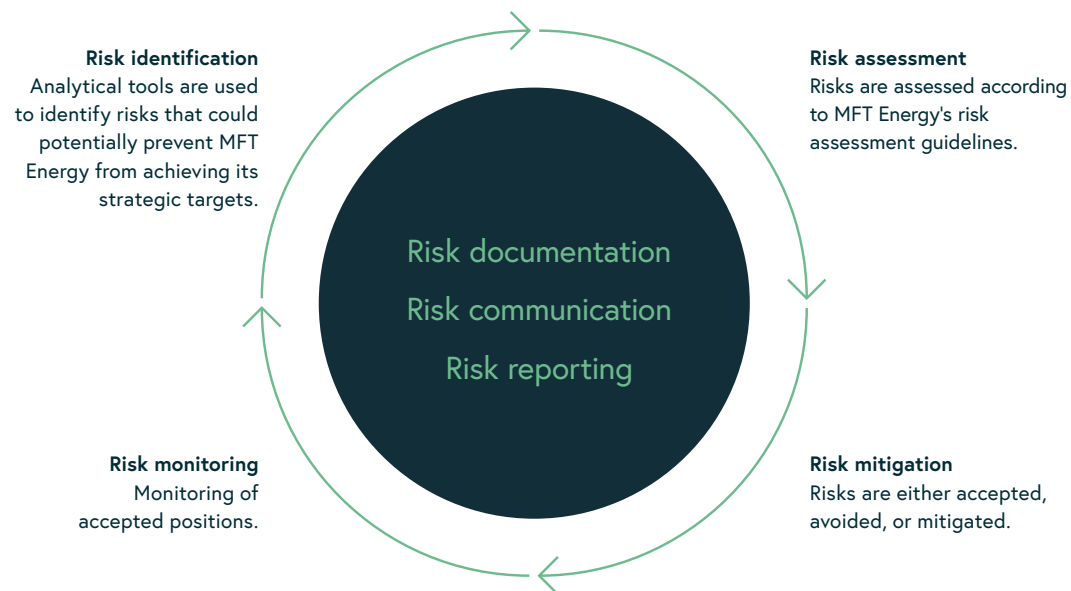 Risk identification
Analytical tools are used
to identify risks that could
potentially prevent MFT
Energy from achieving its
strategic targets.
Risk assessment
Risks are assessed according
to MFT Energy's risk
assessment guidelines.
Risk documentation
Risk communication
Risk reporting
Risk monitoring
Monitoring of
accepted positions.
Risk mitigation
Risks are either accepted,
avoided, or mitigated.